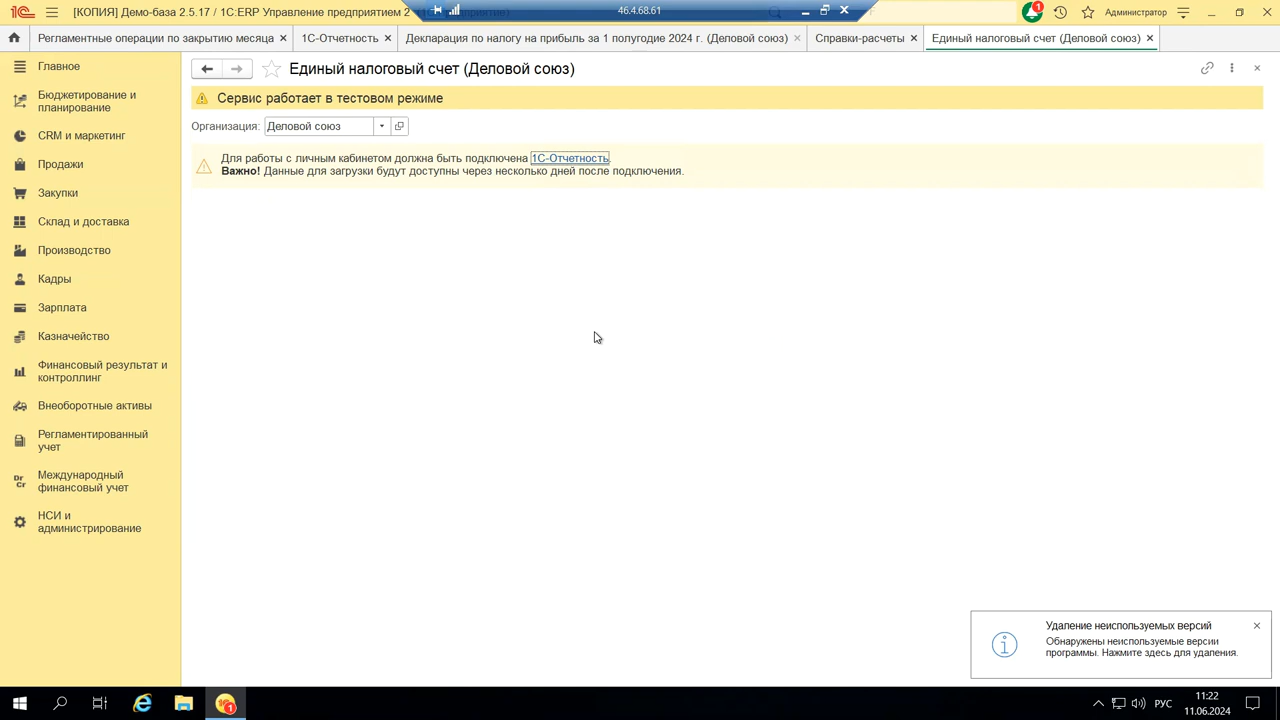 [КОПИЯ] Демо-база 2.5.17 / 1С:ERP Управление предприятием 2
46.4.68.61
1
Администратор
Регламентные операции по закрытию месяца
1С-Отчетность
Декларация по налогу на прибыль за 1 полугодие 2024 г. (Деловой союз)
Справки-расчеты
Единый налоговый счет (Деловой союз)
Главное
Бюджетирование и
планирование
CRM и маркетинг
Продажи
Закупки
Склад и доставка
Производство
Кадры
Зарплата
Казначейство
Финансовый результат и
контроллинг
Внеоборотные активы
Регламентированный
учет
Международный
финансовый учет
НСИ и
администрирование
Единый налоговый счет (Деловой союз)
Сервис работает в тестовом режиме
Организация: Деловой союз
Для работы с личным кабинетом должна быть подключена 1С-Отчетность.
Важно! Данные для загрузки будут доступны через несколько дней после подключения.
Удаление неиспользуемых версий
Обнаружены неиспользуемые версии
программы. Нажмите здесь для удаления.
1
РУС
11:22
11.06.2024